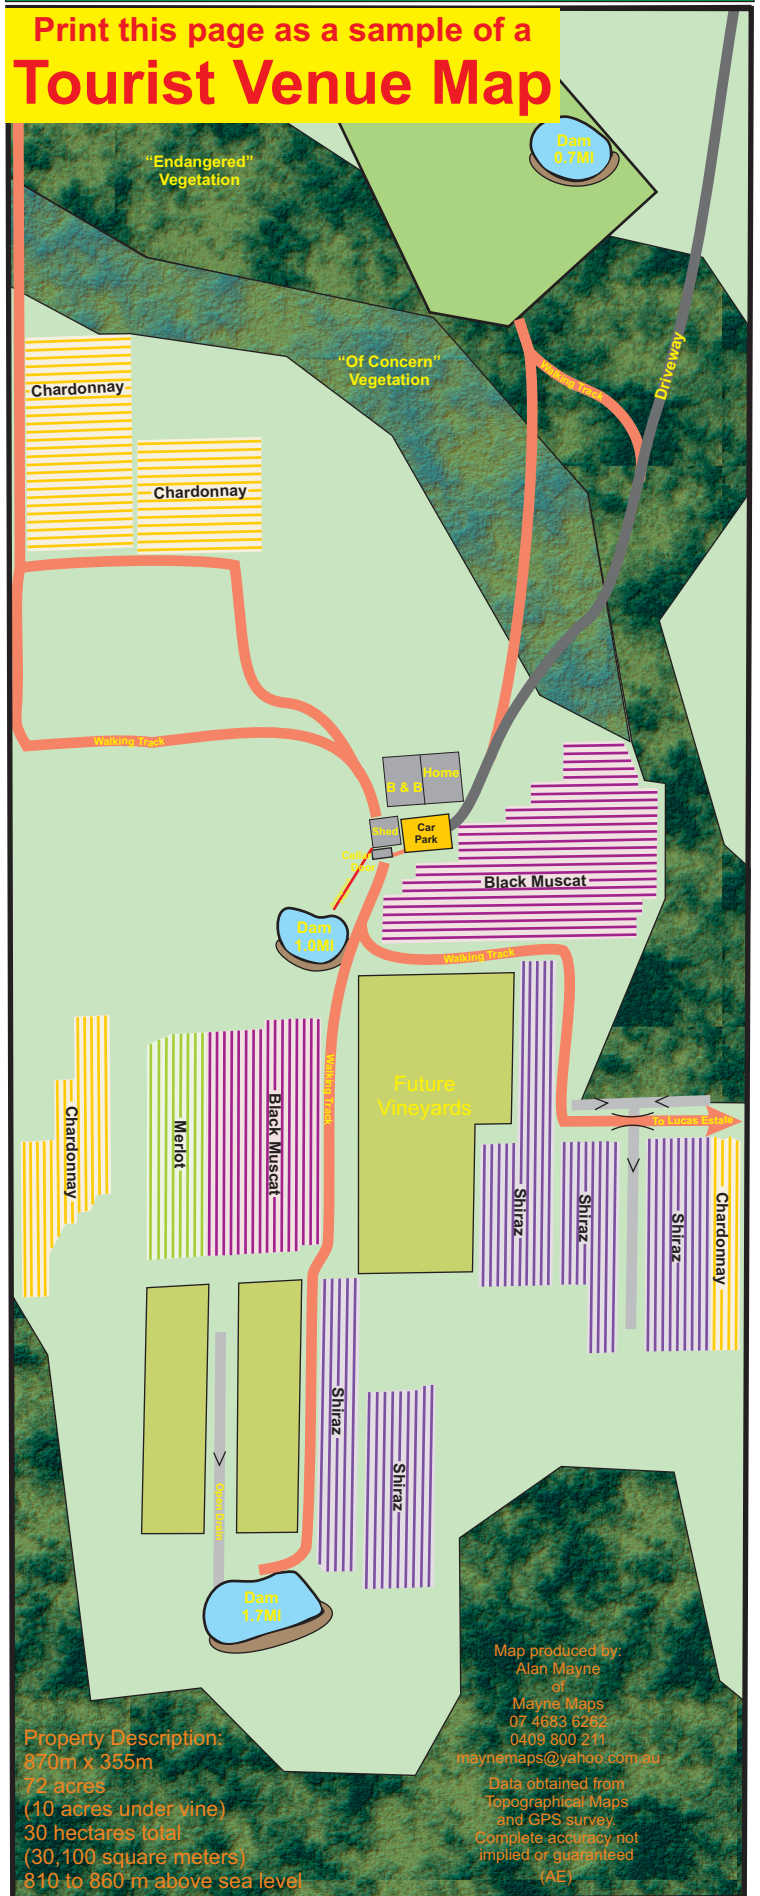 Print this page as a sample of a
Tourist Venue Map
Dam
0.7Ml
“Endangered”
Vegetation
“Of Concern”
Vegetation
Walking Track
Driveway
Chardonnay
Chardonnay
Walking Track
Home
B & B
Shed
Car
Park
Cellar
Door
Black Muscat
Dam
1.0Ml
Walking Track
Walking Track
Future
Vineyards
To Lucas Estate
Chardonnay
Merlot
Black Muscat
Shiraz
Shiraz
Shiraz
Chardonnay
Shiraz
Shiraz
Open Drain
Dam
1.7Ml
Map produced by:
Alan Mayne
of
Mayne Maps
07 4683 6262
0409 800 211
maynemaps@yahoo.com.au
Data obtained from
Topographical Maps
and GPS survey.
Complete accuracy not
implied or guaranteed
(AE)
Property Description:
870m x 355m
72 acres
(10 acres under vine)
30 hectares total
(30,100 square meters)
810 to 860 m above sea level